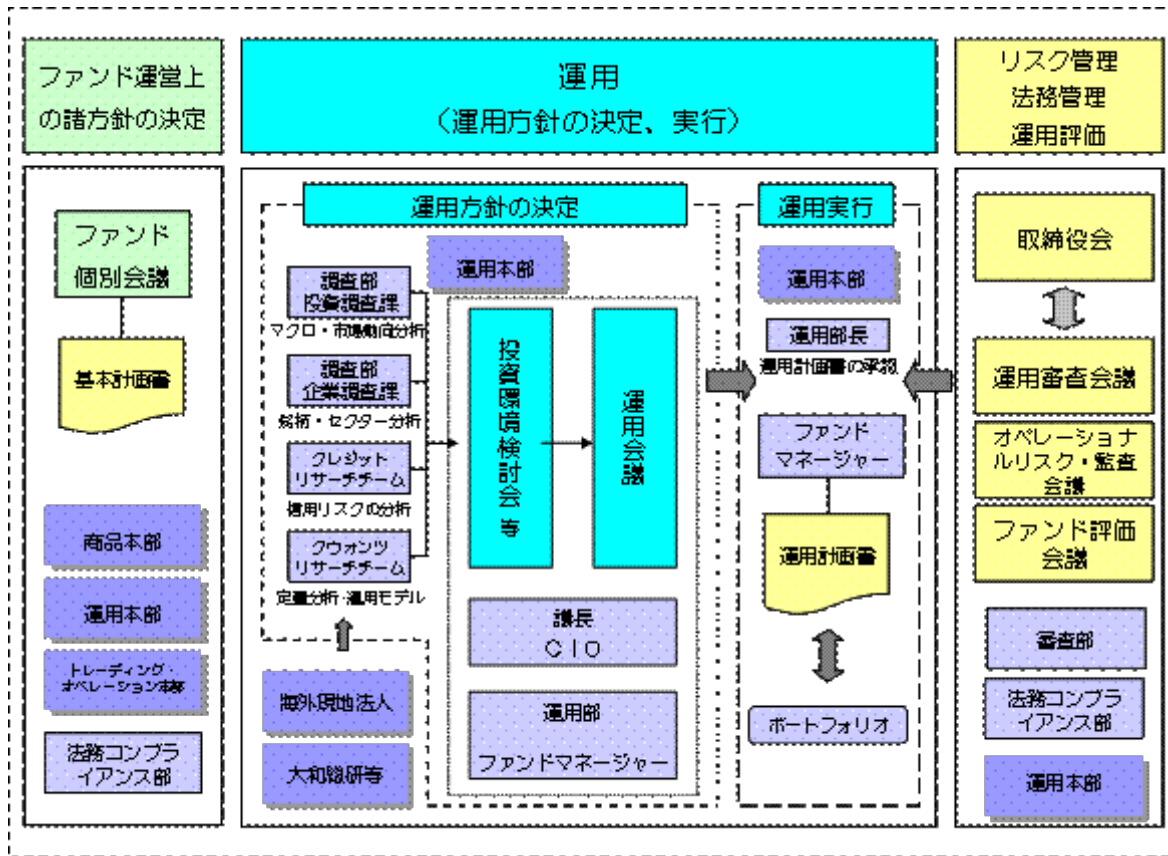 ファンド運営上
の諸方針の決定
運用
（運用方針の決定、実行）
リスク管理
法務管理
運用評価
ファンド
個別会議
基本計画書
商品本部
運用本部
トレーディング・
オペレーション本部
法務コンプラ
イアンス部
運用方針の決定
運用本部
調査部
投資調査課
マクロ・市場動向分析
調査部
企業調査課
銘柄・セクター分析
クレジット
リサーチチーム
信用リスクの分析
クウォンツ
リサーチチーム
定量分析・運用モデル
海外現地法人
大和総研等
投資環境検討会 等
運用会議
議長
ＣＩＯ
運用部
ファンドマネージャー
運用実行
運用本部
運用部長
運用計画書の承認
ファンド
マネージャー
運用計画書
ポートフォリオ
取締役会
運用審査会議
オペレーショナ
ルリスク・監査
会議
ファンド評価
会議
審査部
法務コンプラ
イアンス部
運用本部